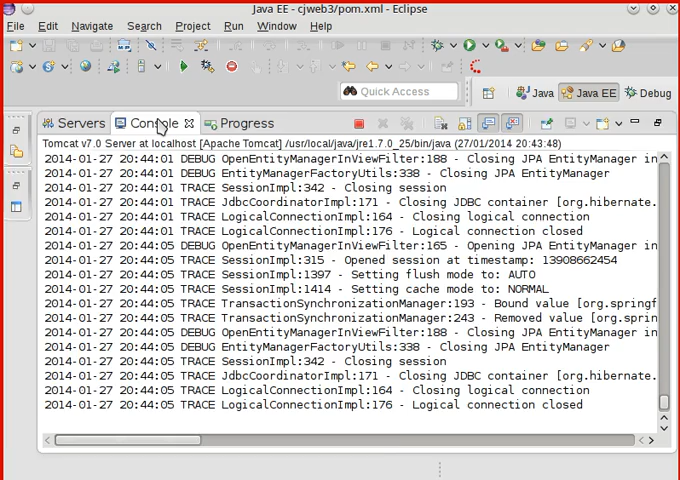 Java EE - cjweb3/pom.xml - Eclipse
File Edit Navigate Search Project Run Window Help
Quick Access
Java Java EE Debug
Servers Console Progress
Tomcat v7.0 Server at localhost [Apache Tomcat] /usr/local/java/jre1.7.0_25/bin/java (27/01/2014 20:43:48)
2014-01-27 20:44:01 DEBUG OpenEntityManagerInViewFilter:188 - Closing JPA EntityManager in
2014-01-27 20:44:01 DEBUG EntityManagerFactoryUtils:338 - Closing JPA EntityManager
2014-01-27 20:44:01 TRACE SessionImpl:342 - Closing session
2014-01-27 20:44:01 TRACE JdbcCoordinatorImpl:171 - Closing JDBC container [org.hibernate.
2014-01-27 20:44:01 TRACE LogicalConnectionImpl:164 - Closing logical connection
2014-01-27 20:44:01 TRACE LogicalConnectionImpl:176 - Logical connection closed
2014-01-27 20:44:05 DEBUG OpenEntityManagerInViewFilter:165 - Opening JPA EntityManager in
2014-01-27 20:44:05 TRACE SessionImpl:315 - Opened session at timestamp: 13908662454
2014-01-27 20:44:05 TRACE SessionImpl:1397 - Setting flush mode to: AUTO
2014-01-27 20:44:05 TRACE SessionImpl:1414 - Setting cache mode to: NORMAL
2014-01-27 20:44:05 TRACE TransactionSynchronizationManager:193 - Bound value [org.springf
2014-01-27 20:44:05 TRACE TransactionSynchronizationManager:243 - Removed value [org.sprin
2014-01-27 20:44:05 DEBUG OpenEntityManagerInViewFilter:188 - Closing JPA EntityManager in
2014-01-27 20:44:05 DEBUG EntityManagerFactoryUtils:338 - Closing JPA EntityManager
2014-01-27 20:44:05 TRACE SessionImpl:342 - Closing session
2014-01-27 20:44:05 TRACE JdbcCoordinatorImpl:171 - Closing JDBC container [org.hibernate.
2014-01-27 20:44:05 TRACE LogicalConnectionImpl:164 - Closing logical connection
2014-01-27 20:44:05 TRACE LogicalConnectionImpl:176 - Logical connection closed